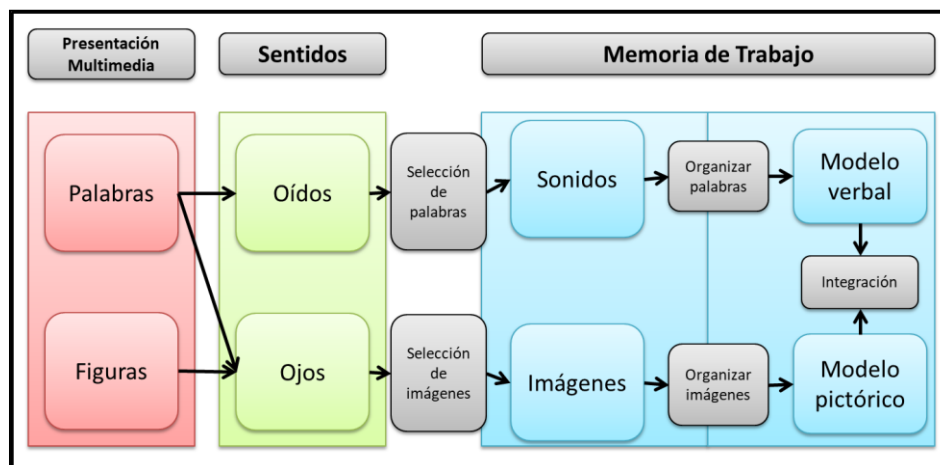 Presentación
Multimedia
Sentidos
Memoria de Trabajo
Palabras
Oídos
Selección
de
palabras
Sonidos
Organizar
palabras
Modelo
verbal
Integración
Figuras
Ojos
Selección
de
imágenes
Imágenes
Organizar
imágenes
Modelo
pictórico